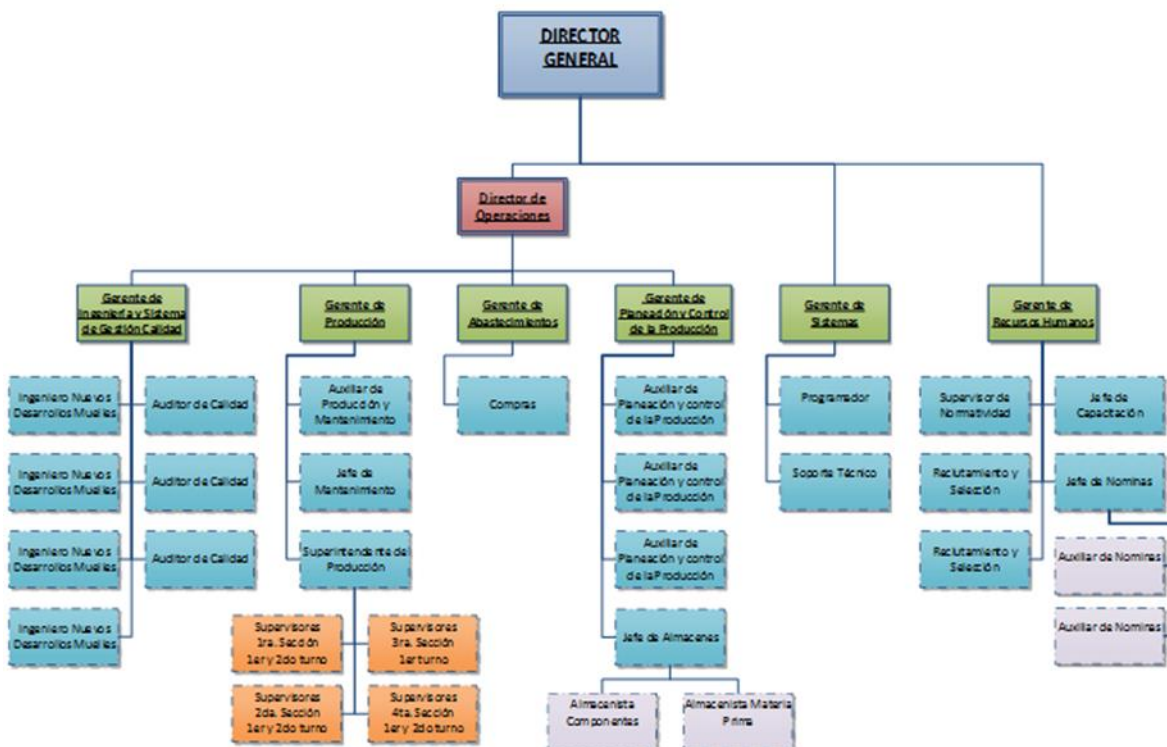 DIRECTOR
GENERAL
Director de
Operaciones
Gerente de
Ingeniería y Sistema
de Gestión Calidad
Gerente de
Producción
Gerente de
Abastecimientos
Gerente de
Planeación y Control
de la Producción
Gerente de
Sistemas
Gerente de
Recursos Humanos
Ingeniero Nuevos
Desarrollos Muelles
Auditor de Calidad
Auxiliar de
Producción y
Mantenimiento
Compras
Auxiliar de
Planeación y control
de la Producción
Programador
Supervisor
de Normatividad
Jefe de
Capacitación
Ingeniero Nuevos
Desarrollos Muelles
Auditor de Calidad
Jefe de
Mantenimiento
Auxiliar de
Planeación y control
de la Producción
Soporte Técnico
Reclutamiento y
Selección
Jefe de Nominas
Ingeniero Nuevos
Desarrollos Muelles
Auditor de Calidad
Superintendente del
Producción
Auxiliar de
Planeación y control
de la Producción
Reclutamiento y
Selección
Auxiliar de Nominas
Ingeniero Nuevos
Desarrollos Muelles
Supervisores
1ra. Sección
1er y 2do turno
Supervisores
3ra. Sección
1er turno
Jefe de Almacenes
Auxiliar de Nominas
Supervisores
2da. Sección
1er y 2do turno
Supervisores
4ta. Sección
1er y 2do turno
Almacenista
Componentes
Almacenista Materia
Prima